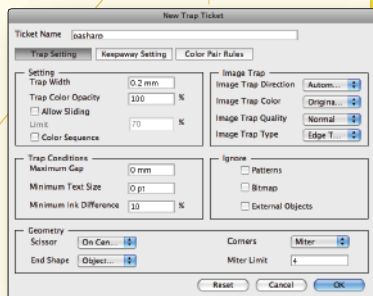 New Trap Ticket
Ticket Name pasharp
Trap Setting Keepaway Setting Color Pair Rules
Setting
Trap Width 0.2 mm
Trap Color Opacity 100 %
Allow Sliding
Limit 70 %
Color Sequence
Image Trap
Image Trap Direction Autom...
Image Trap Color Origina...
Image Trap Quality Normal
Image Trap Type Edge T...
Trap Conditions
Maximum Gap 0 mm
Minimum Text Size 0 pt
Minimum Ink Difference 10 %
Ignore
Patterns
Bitmap
External Objects
Geometry
Scissor On Cen... Corners Miter
End Shape Object... Miter Limit 4
Reset Cancel OK